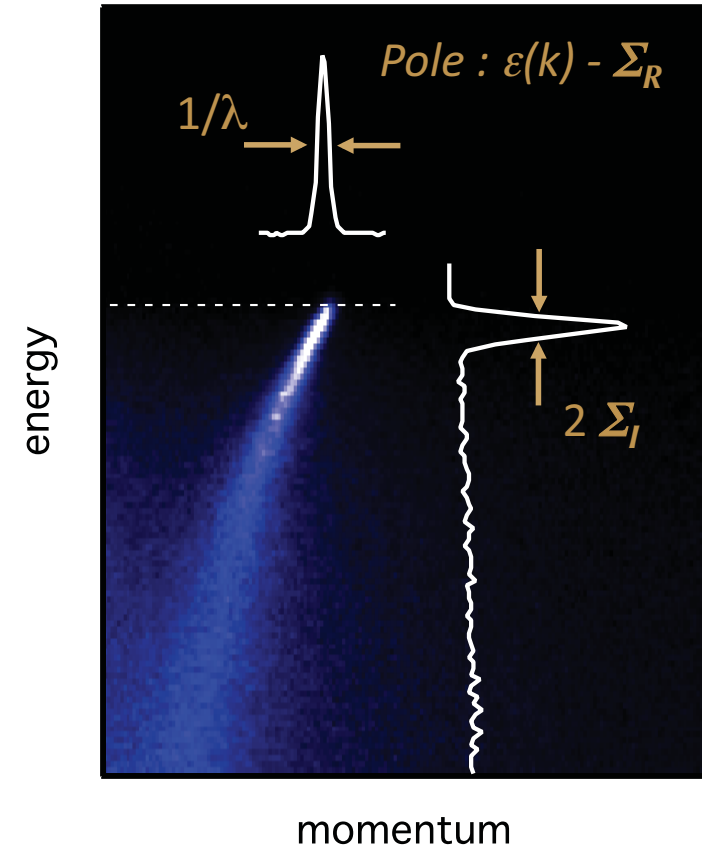 Pole : ε(k) - Σ_R
1/λ
2 Σ_I
energy
momentum